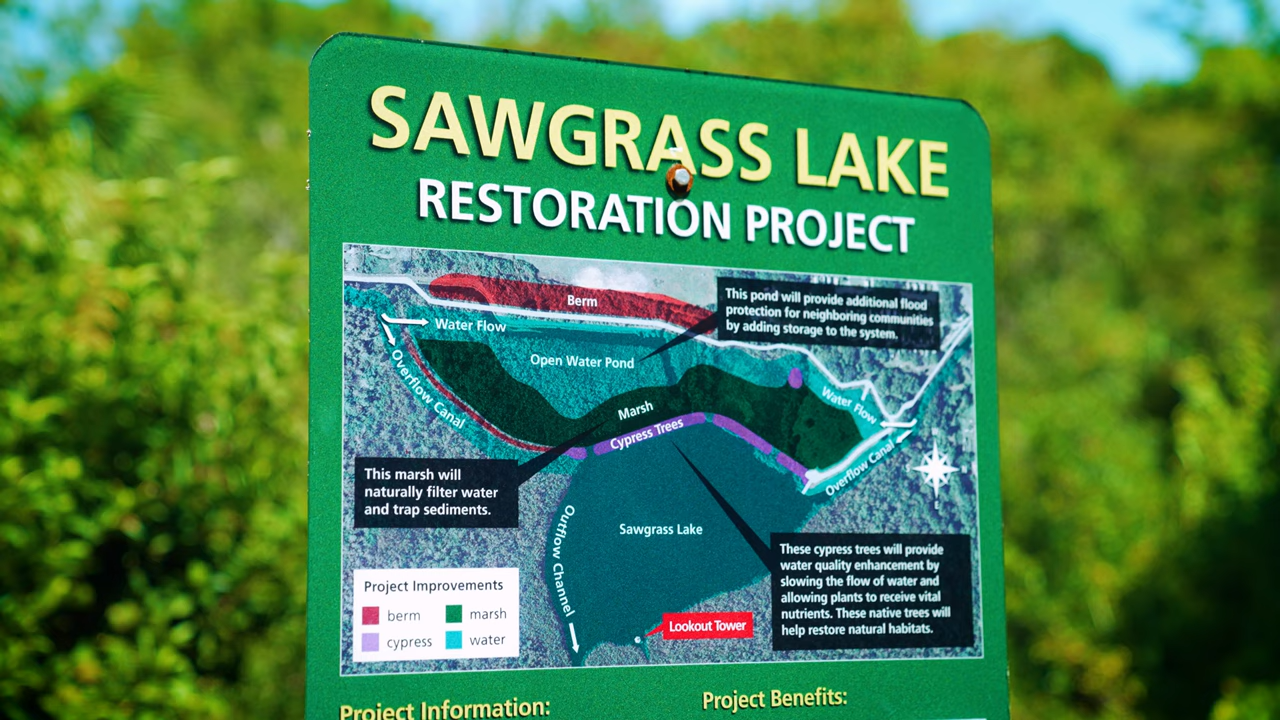 SAWGRASS LAKE
RESTORATION PROJECT
Berm
This pond will provide additional flood
protection for neighboring communities
by adding storage to the system.
Water Flow
Open Water Pond
Overflow Canal
Marsh
Cypress Trees
Water Flow
Overflow Canal
This marsh will
naturally filter water
and trap sediments.
Sawgrass Lake
Outflow Channel
These cypress trees will provide
water quality enhancement by
slowing the flow of water and
allowing plants to receive vital
nutrients. These native trees will
help restore natural habitats.
Project Improvements
berm
marsh
cypress
water
Lookout Tower
Project Information:
Project Benefits: